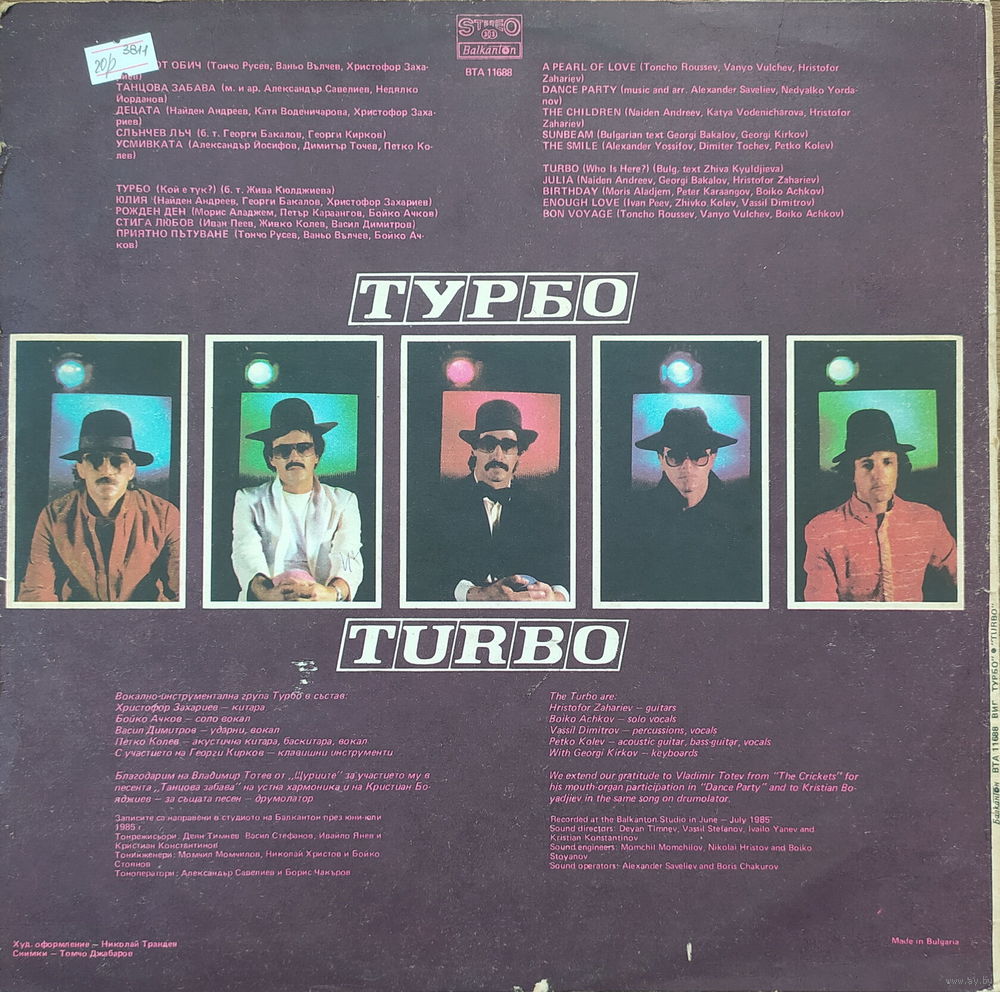 STEREO
Balkanton
BTA 11688
3811
20р
ОТ ОБИЧ (Тончо Русев, Ваньо Вълчев, Христофор Заха-
риев)
ТАНЦОВА ЗАБАВА (м. и ар. Александър Савелиев, Недялко
Йорданов)
ДЕЦАТА (Найден Андреев, Катя Воденичарова, Христофор Заха-
риев)
СЛЪНЧЕВ ЛЪЧ (б. т. Георги Бакалов, Георги Кирков)
УСМИВКАТА (Александър Йосифов, Димитър Точев, Петко Ко-
лев)
ТУРБО (Кой е тук?) (б. т. Жива Кюлджиева)
ЮЛИЯ (Найден Андреев, Георги Бакалов, Христофор Захариев)
РОЖДЕН ДЕН (Морис Аладжем, Петър Караангов, Бойко Ачков)
СТИГА ЛЮБОВ (Иван Пеев, Живко Колев, Васил Димитров)
ПРИЯТНО ПЪТУВАНЕ (Тончо Русев, Ваньо Вълчев, Бойко Ач-
ков)
A PEARL OF LOVE (Toncho Roussev, Vanyo Vulchev, Hristofor
Zahariev)
DANCE PARTY (music and arr. Alexander Saveliev, Nedyalko Yorda-
nov)
THE CHILDREN (Naiden Andreev, Katya Vodenicharova, Hristofor
Zahariev)
SUNBEAM (Bulgarian text Georgi Bakalov, Georgi Kirkov)
THE SMILE (Alexander Yossifov, Dimiter Tochev, Petko Kolev)
TURBO (Who Is Here?) (Bulg. text Zhiva Kyuldjieva)
JULIA (Naiden Andreev, Georgi Bakalov, Hristofor Zahariev)
BIRTHDAY (Moris Aladjem, Peter Karaangov, Boiko Achkov)
ENOUGH LOVE (Ivan Peev, Zhivko Kolev, Vassil Dimitrov)
BON VOYAGE (Toncho Roussev, Vanyo Vulchev, Boiko Achkov)
ТУРБО
TURBO
Вокално-инструментална група Турбо в състав:
Христофор Захариев — китара
Бойко Ачков — соло вокал
Васил Димитров — ударни, вокал
Петко Колев — акустична китара, баскитара, вокал
С участието на Георги Кирков — клавишни инструменти
Благодарим на Владимир Тотев от „Щурците" за участието му в
песента „Танцова забава" на устна хармоника и на Кристиан Бо-
яджиев — за същата песен — друмолатор
Записите са направени в студиото на Балкантон през юни-юли
1985 г.
Тонрежисьори: Деян Тимнев Васил Стефанов, Ивайло Янев и
Кристиан Константинов
Тонинженери: Момчил Момчилов, Николай Христов и Бойко
Стоянов
Тоноператори: Александър Савелиев и Борис Чакъров
The Turbo are:
Hristofor Zahariev — guitars
Boiko Achkov — solo vocals
Vassil Dimitrov — percussions, vocals
Petko Kolev — acoustic guitar, bass-guitar, vocals
With Georgi Kirkov — keyboards
We extend our gratitude to Vladimir Totev from "The Crickets" for
his mouth-organ participation in "Dance Party" and to Kristian Bo-
yadjiev in the same song on drumolator.
Recorded at the Balkanton Studio in June — July 1985
Sound directors: Deyan Timnev, Vassil Stefanov, Ivailo Yanev and
Kristian Konstantinov
Sound engineers: Momchil Momchilov, Nikolai Hristov and Boiko
Stoyanov
Sound operators: Alexander Saveliev and Boris Chakurov
Худ. оформление — Николай Трандев
Снимки — Томчо Джабаров
Made in Bulgaria
Balkanton BTA 11688 ВИГ „ТУРБО" ● "TURBO"
www.ay.by